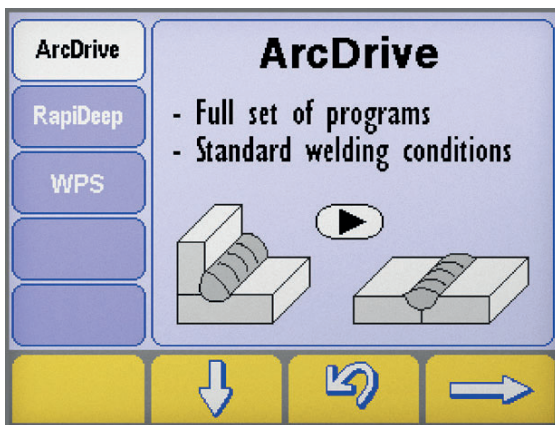 ArcDrive
RapiDeep
WPS
ArcDrive
- Full set of programs
- Standard welding conditions